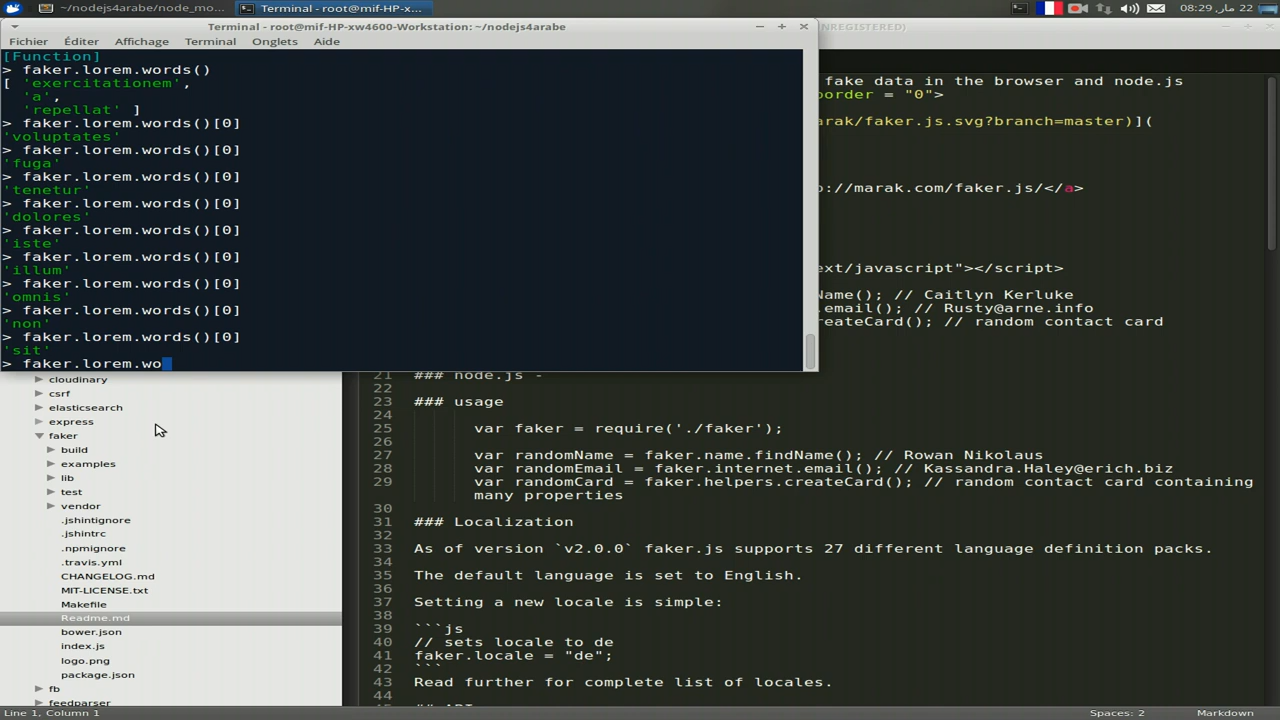 ~/nodejs4arabe/node_mo...
Terminal - root@mif-HP-x...
08:29 مار, 22
Terminal - root@mif-HP-xw4600-Workstation: ~/nodejs4arabe
REGISTERED)
Fichier Éditer Affichage Terminal Onglets Aide
[Function]
> faker.lorem.words()
[ 'exercitationem',
'a',
'repellat' ]
> faker.lorem.words()[0]
'voluptates'
> faker.lorem.words()[0]
'fuga'
> faker.lorem.words()[0]
'tenetur'
> faker.lorem.words()[0]
'dolores'
> faker.lorem.words()[0]
'iste'
> faker.lorem.words()[0]
'illum'
> faker.lorem.words()[0]
'omnis'
> faker.lorem.words()[0]
'non'
> faker.lorem.words()[0]
'sit'
> faker.lorem.wo
fake data in the browser and node.js
border = "0">
arak/faker.js.svg?branch=master)](
p://marak.com/faker.js/</a>
ext/javascript"></script>
Name(); // Caitlyn Kerluke
email(); // Rusty@arne.info
reateCard(); // random contact card
cloudinary
csrf
elasticsearch
express
faker
build
examples
lib
test
vendor
.jshintignore
.jshintrc
.npmignore
.travis.yml
CHANGELOG.md
MIT-LICENSE.txt
Makefile
Readme.md
bower.json
index.js
logo.png
package.json
fb
feedparser
21 ### node.js -
22
23 ### usage
24
25 var faker = require('./faker');
26
27 var randomName = faker.name.findName(); // Rowan Nikolaus
28 var randomEmail = faker.internet.email(); // Kassandra.Haley@erich.biz
29 var randomCard = faker.helpers.createCard(); // random contact card containing
many properties
30
31 ### Localization
32
33 As of version `v2.0.0` faker.js supports 27 different language definition packs.
34
35 The default language is set to English.
36
37 Setting a new locale is simple:
38
39 ```js
40 // sets locale to de
41 faker.locale = "de";
42 ```
43 Read further for complete list of locales.
44
Line 1, Column 1
Spaces: 2 Markdown